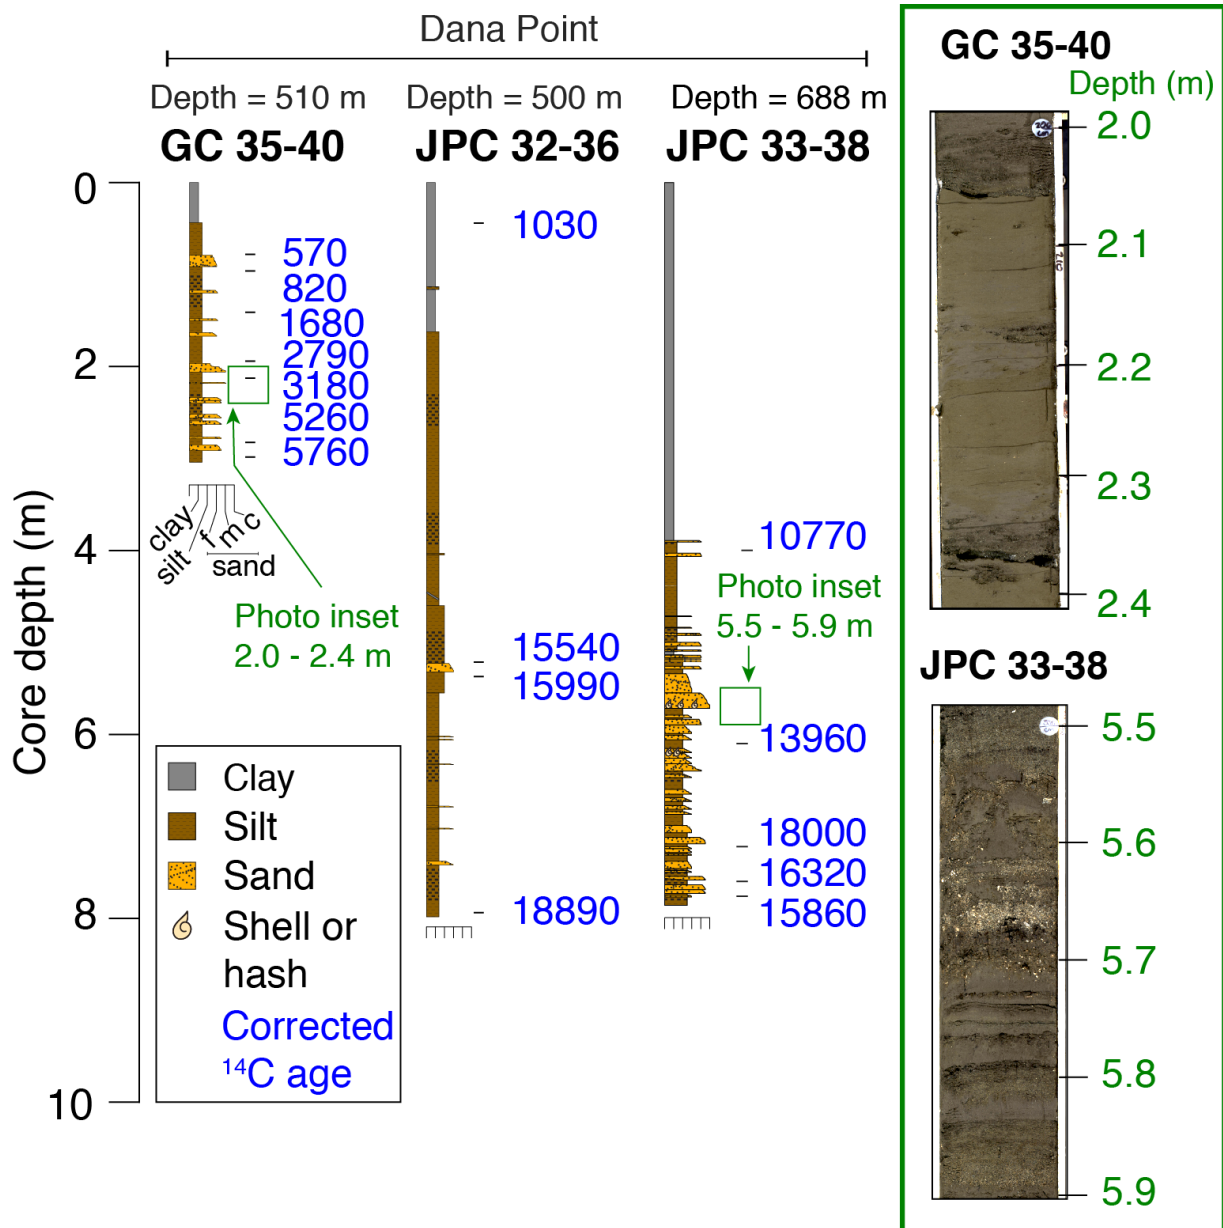 Dana Point
Depth = 510 m
Depth = 500 m
Depth = 688 m
GC 35-40
JPC 32-36
JPC 33-38
Core depth (m)
0
2
4
6
8
10
570
820
1680
2790
3180
5260
5760
clay
silt
f
m
c
sand
Photo inset
2.0 - 2.4 m
1030
15540
15990
18890
10770
Photo inset
5.5 - 5.9 m
13960
18000
16320
15860
Clay
Silt
Sand
Shell or
hash
Corrected
¹⁴C age
GC 35-40
Depth (m)
2.0
2.1
2.2
2.3
2.4
JPC 33-38
5.5
5.6
5.7
5.8
5.9